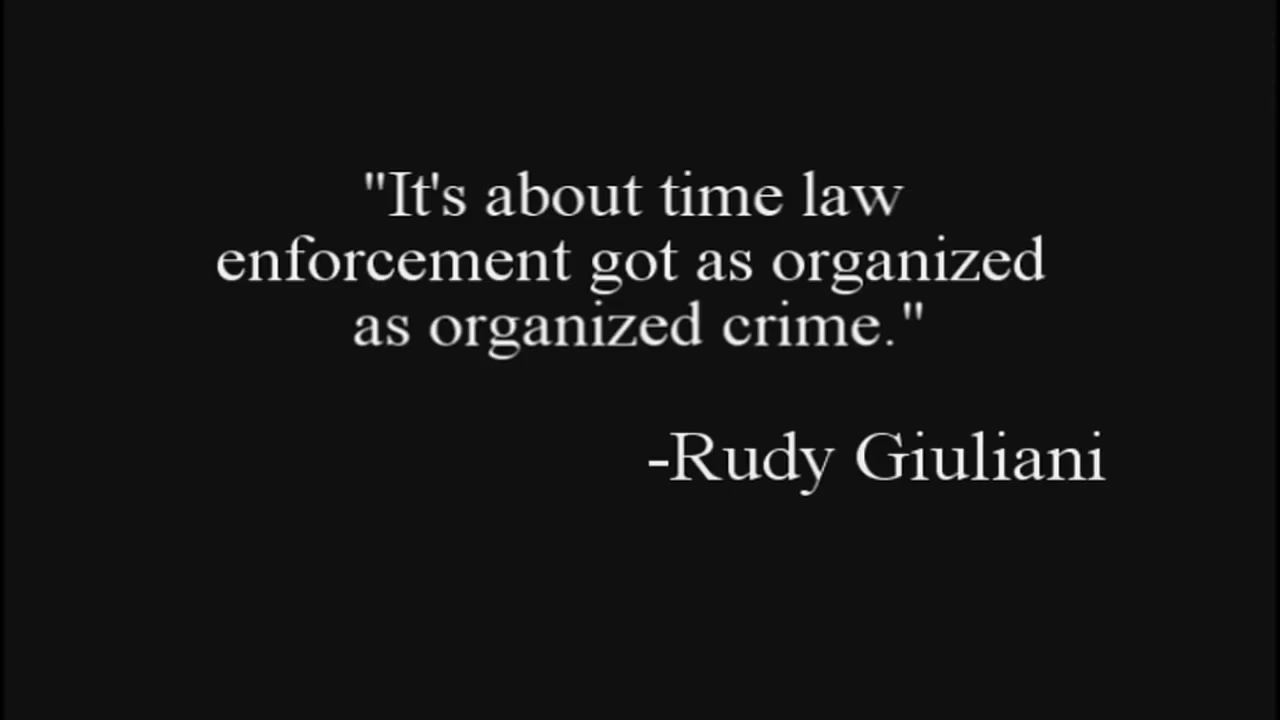 "It's about time law
enforcement got as organized
as organized crime."
-Rudy Giuliani